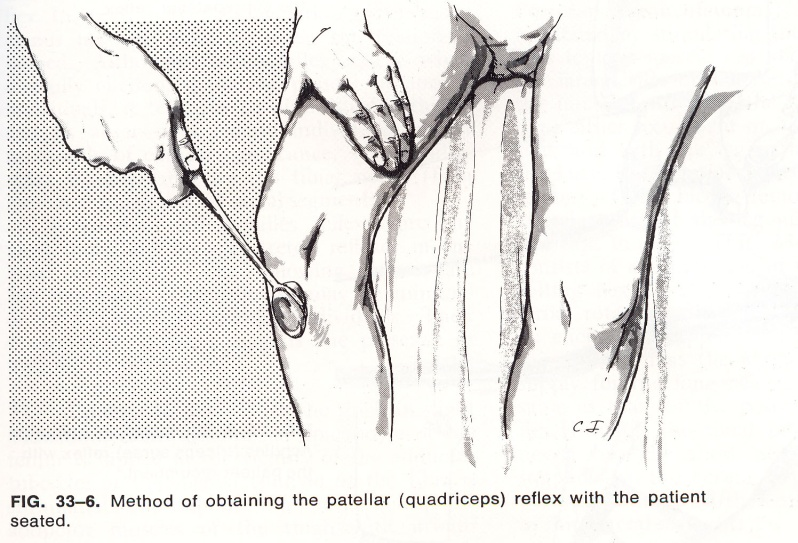 C.J.
FIG. 33–6. Method of obtaining the patellar (quadriceps) reflex with the patient
seated.